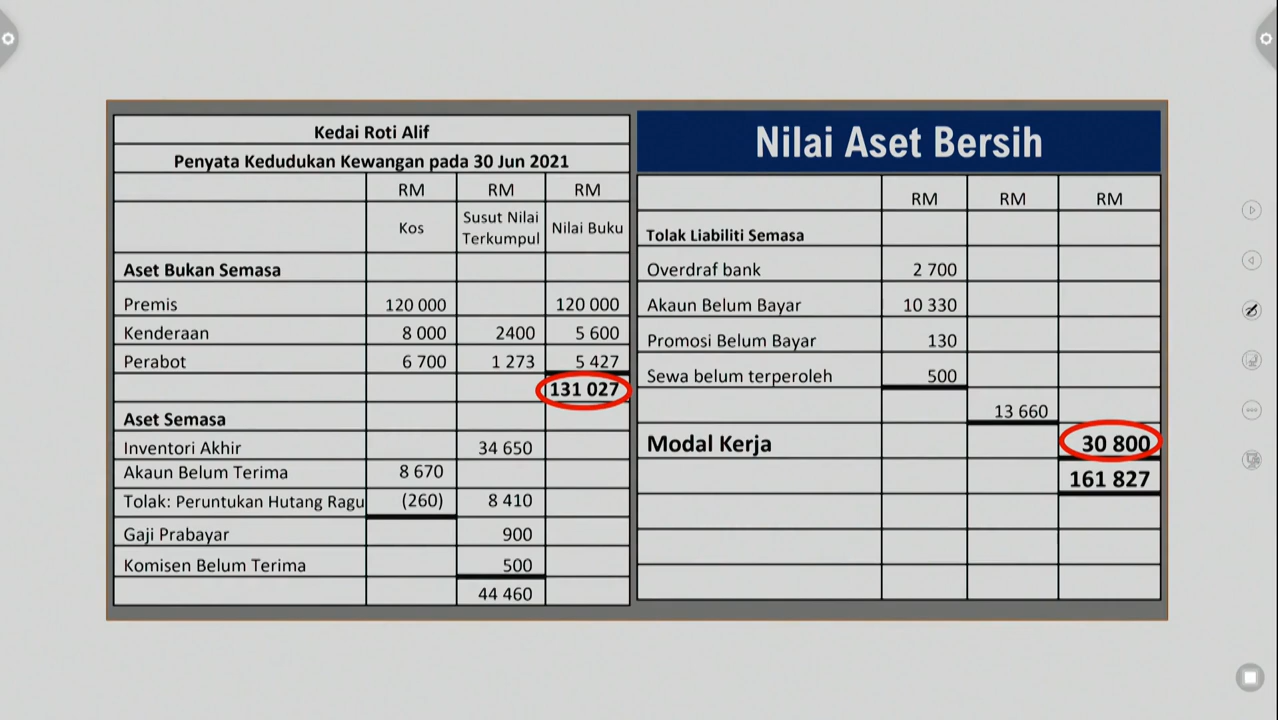 Kedai Roti Alif
Penyata Kedudukan Kewangan pada 30 Jun 2021
RM RM RM
Kos Susut Nilai Terkumpul Nilai Buku
Aset Bukan Semasa
Premis 120 000 120 000
Kenderaan 8 000 2400 5 600
Perabot 6 700 1 273 5 427
131 027
Aset Semasa
Inventori Akhir 34 650
Akaun Belum Terima 8 670
Tolak: Peruntukan Hutang Ragu (260) 8 410
Gaji Prabayar 900
Komisen Belum Terima 500
44 460
Nilai Aset Bersih
RM RM RM
Tolak Liabiliti Semasa
Overdraf bank 2 700
Akaun Belum Bayar 10 330
Promosi Belum Bayar 130
Sewa belum terperoleh 500
13 660
Modal Kerja 30 800
161 827